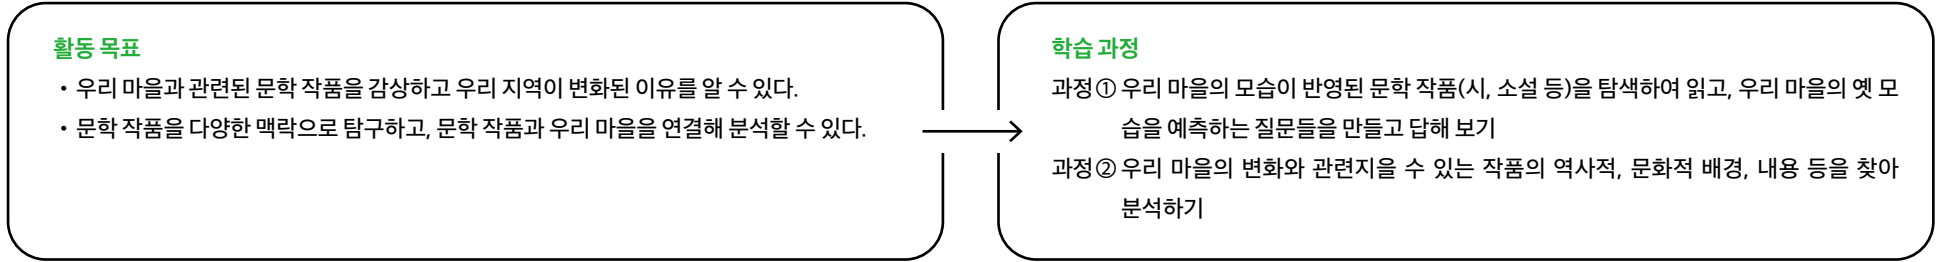 활동 목표
· 우리 마을과 관련된 문학 작품을 감상하고 우리 지역이 변화된 이유를 알 수 있다.
· 문학 작품을 다양한 맥락으로 탐구하고, 문학 작품과 우리 마을을 연결해 분석할 수 있다.
학습 과정
과정① 우리 마을의 모습이 반영된 문학 작품(시, 소설 등)을 탐색하여 읽고, 우리 마을의 옛 모
습을 예측하는 질문들을 만들고 답해 보기
과정② 우리 마을의 변화와 관련지을 수 있는 작품의 역사적, 문화적 배경, 내용 등을 찾아
분석하기